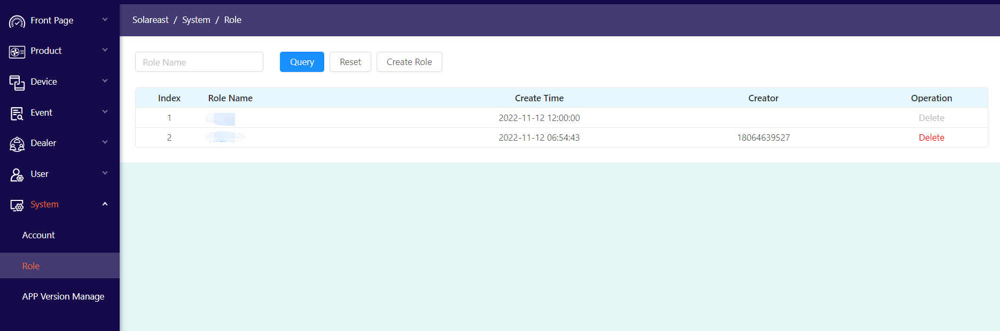 Front Page
Product
Device
Event
Dealer
User
System
Account
Role
APP Version Manage
Solareast / System / Role
Role Name Query Reset Create Role
Index Role Name Create Time Creator Operation
1 2022-11-12 12:00:00 Delete
2 2022-11-12 06:54:43 18064639527 Delete